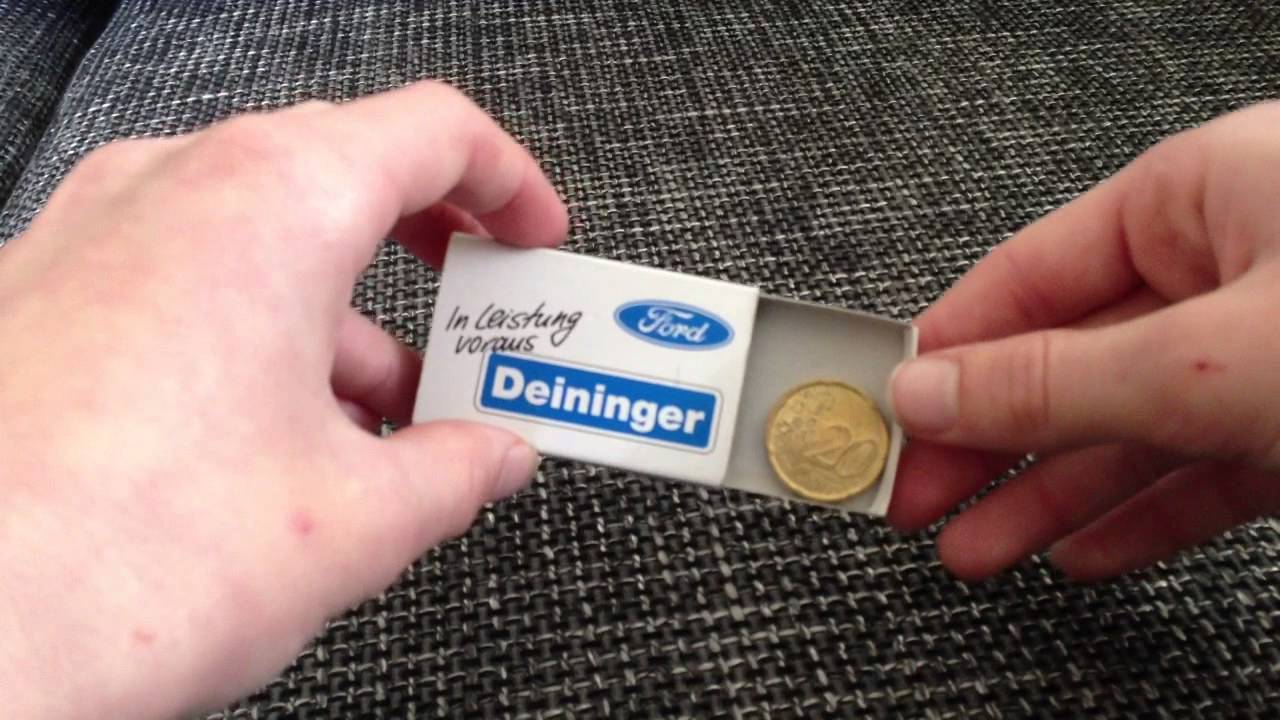 In Leistung
voraus
Ford
Deininger
20